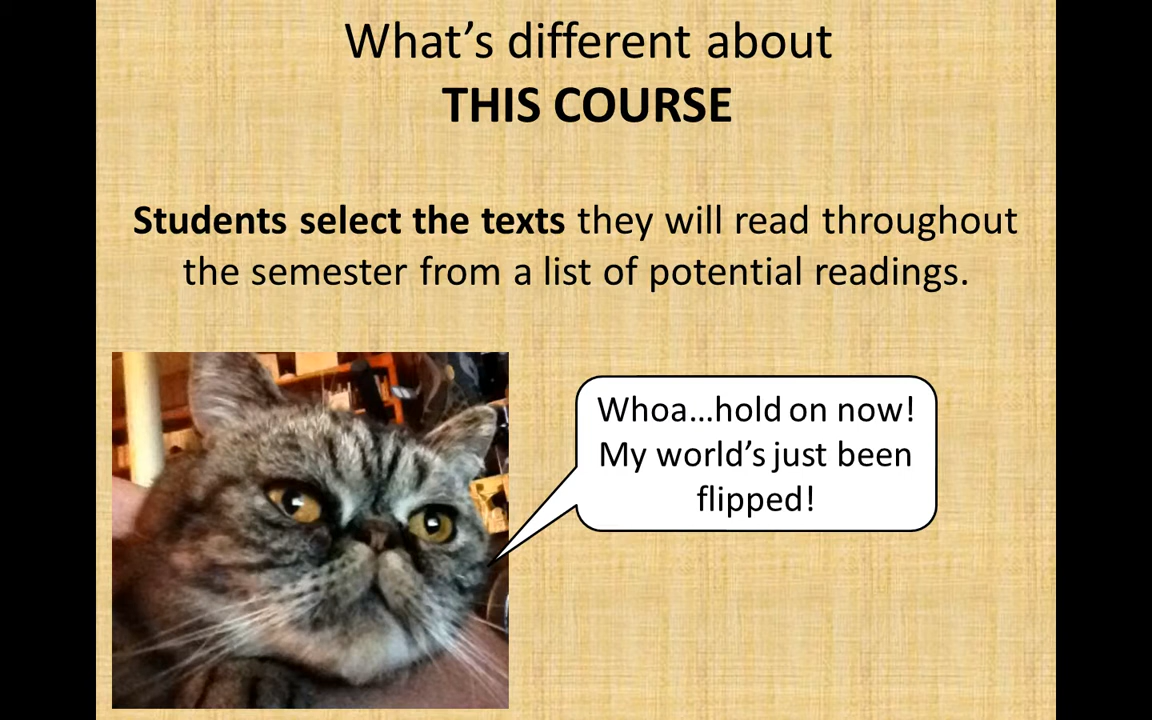 What’s different about
THIS COURSE
Students select the texts they will read throughout
the semester from a list of potential readings.
Whoa…hold on now!
My world’s just been
flipped!